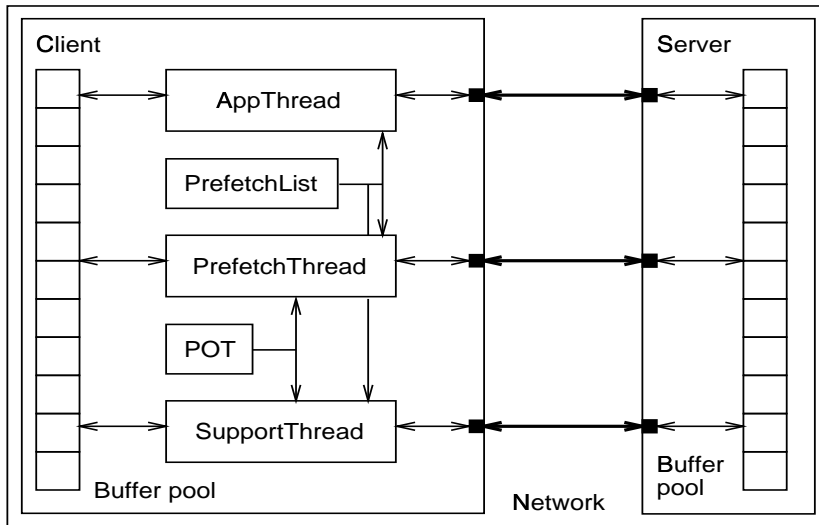 Client
Server
AppThread
PrefetchList
PrefetchThread
POT
SupportThread
Buffer pool
Network
Buffer
pool